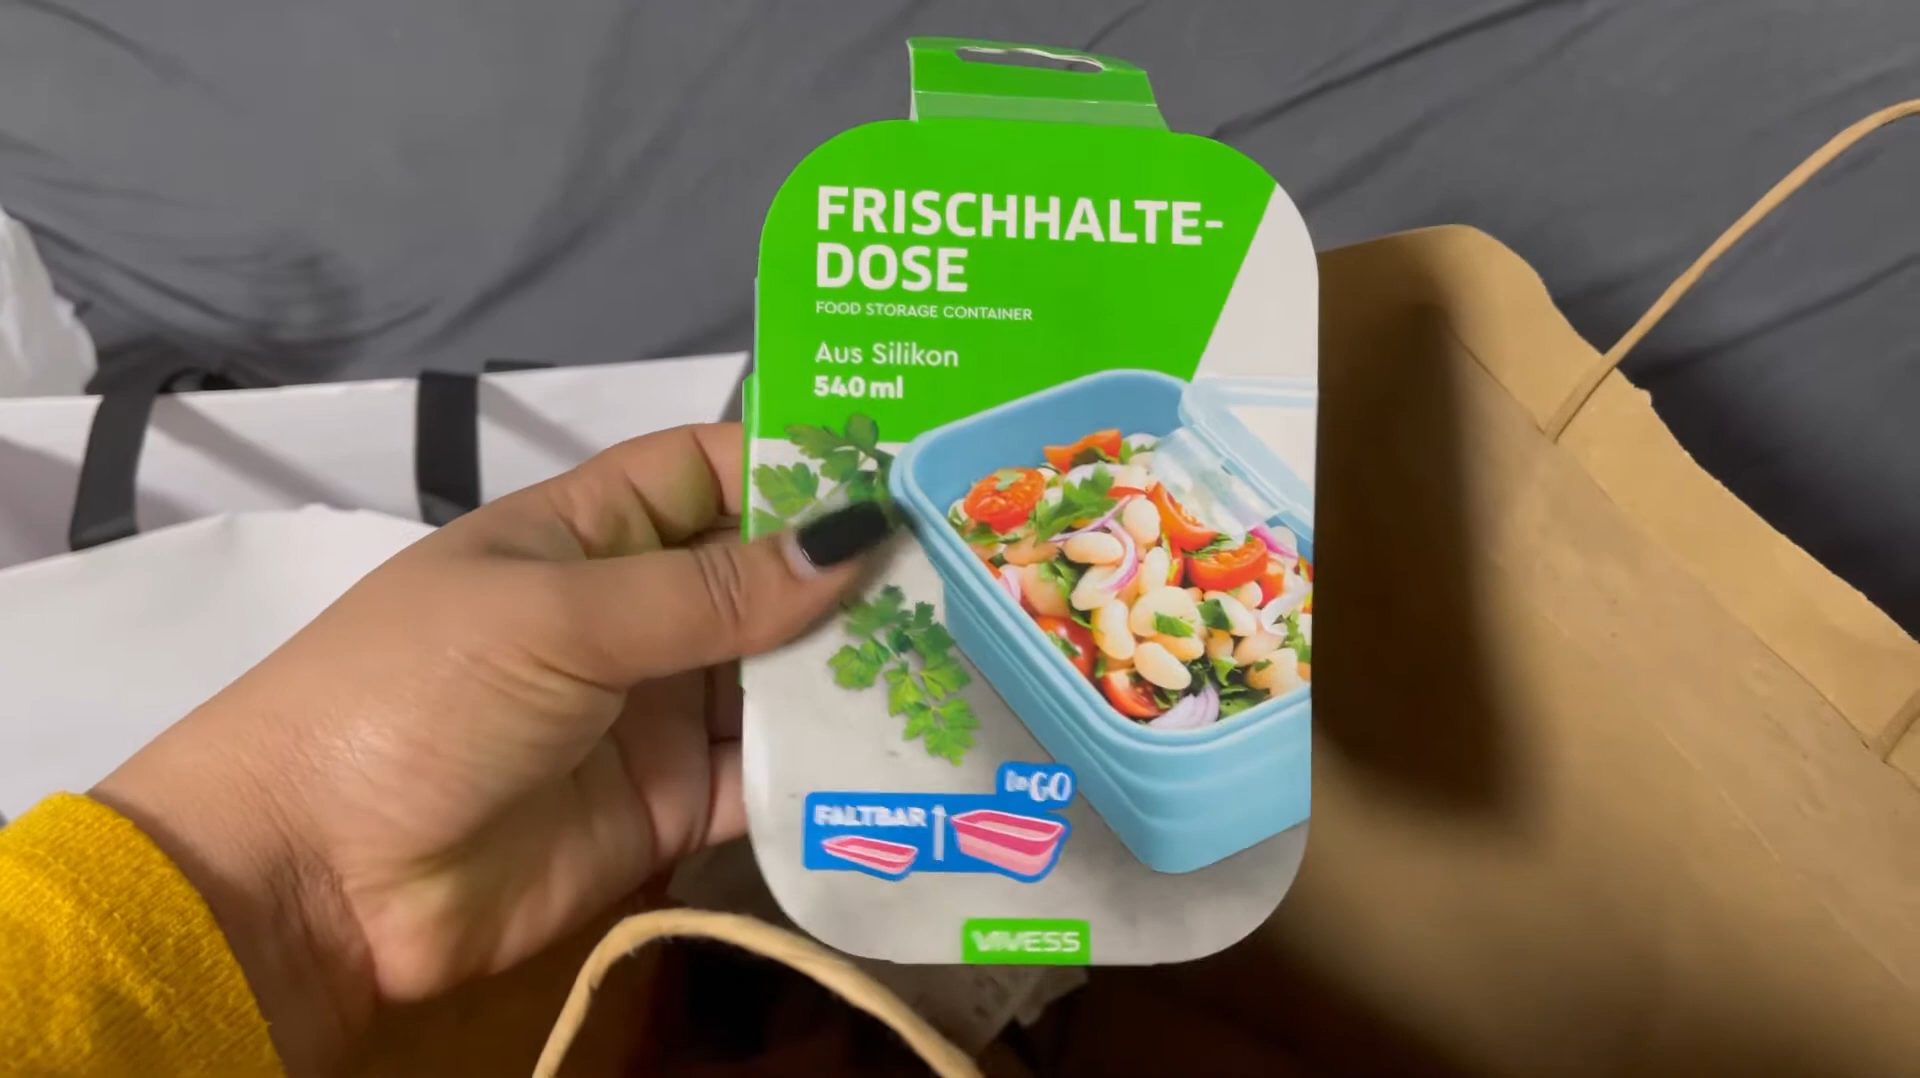 FRISCHHALTE-
DOSE
FOOD STORAGE CONTAINER
Aus Silikon
540 ml
to GO
FALTBAR
VIVESS